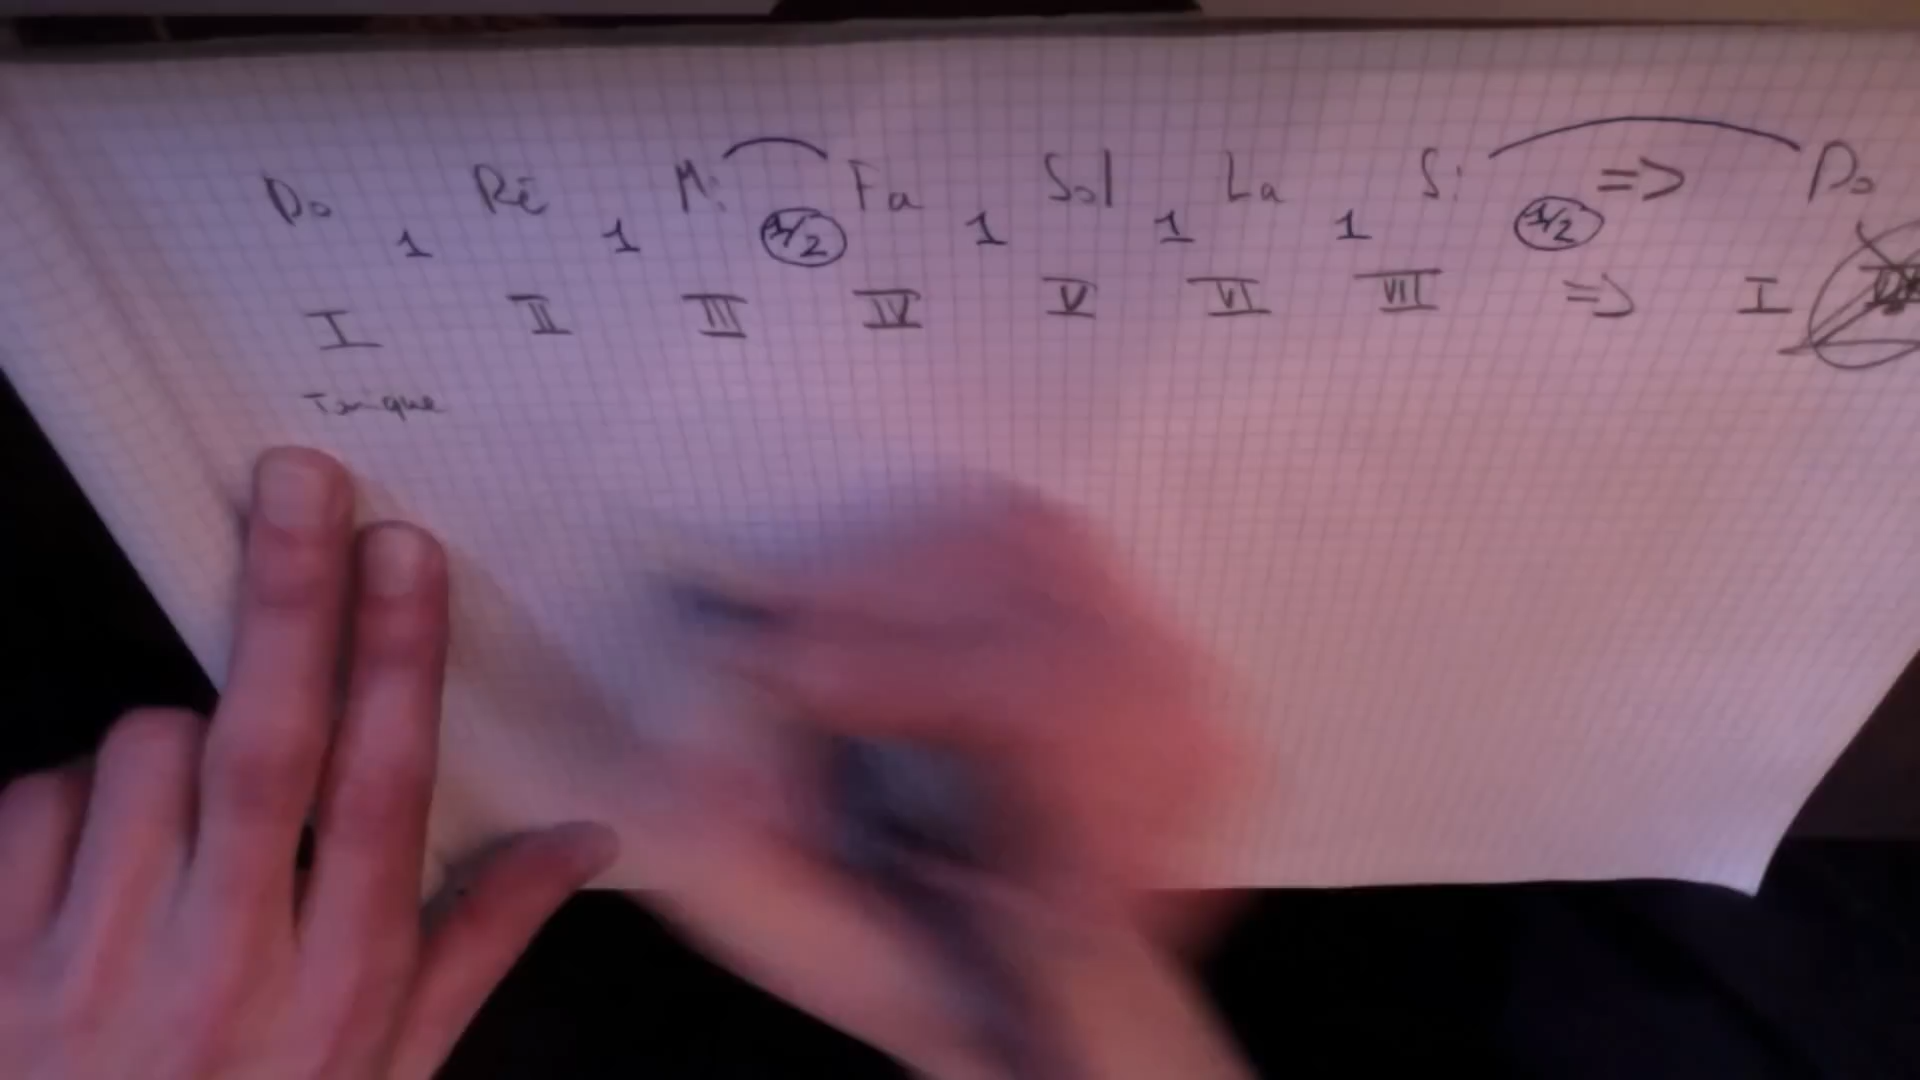 Do Ré Mi Fa Sol La Si => Do
1 1 1/2 1 1 1 1/2
I II III IV V VI VII => I
Tonique